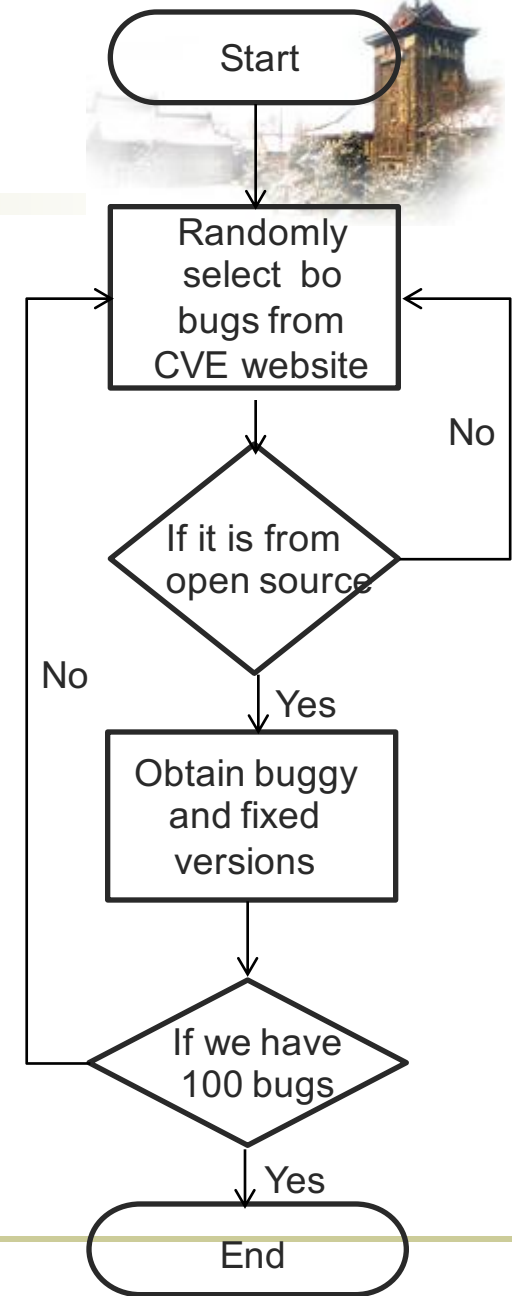 Start
Randomly
select bo
bugs from
CVE website
No
If it is from
open source
No
Yes
Obtain buggy
and fixed
versions
If we have
100 bugs
Yes
End